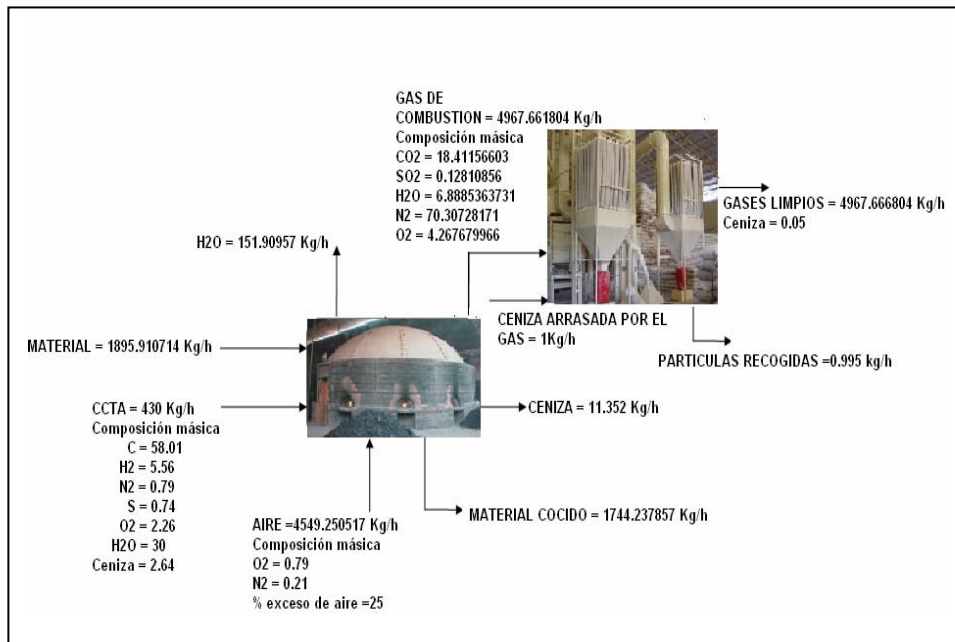 GAS DE
COMBUSTION = 4967.661804 Kg/h
Composición másica
CO2 = 18.41156603
SO2 = 0.12810856
H2O = 6.8885363731
N2 = 70.30728171
O2 = 4.267679966
GASES LIMPIOS = 4967.666804 Kg/h
Ceniza = 0.05
H2O = 151.90957 Kg/h
CENIZA ARRASADA POR EL
GAS = 1Kg/h
MATERIAL = 1895.910714 Kg/h
PARTICULAS RECOGIDAS =0.995 kg/h
CCTA = 430 Kg/h
Composición másica
C = 58.01
H2 = 5.56
N2 = 0.79
S = 0.74
O2 = 2.26
H2O = 30
Ceniza = 2.64
CENIZA = 11.352 Kg/h
AIRE =4549.250517 Kg/h
Composición másica
O2 = 0.79
N2 = 0.21
% exceso de aire =25
MATERIAL COCIDO = 1744.237857 Kg/h